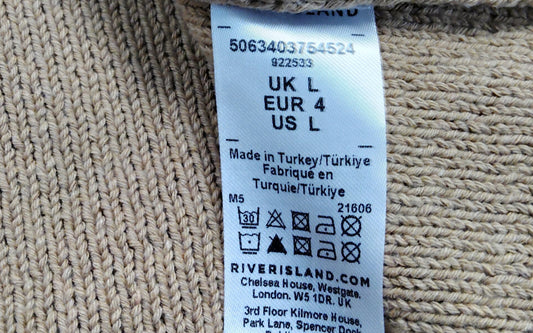 ISLAND
5063403754524
922533
UK L
EUR 4
US L
Made in Turkey/Türkiye
Fabriqué en
Turquie/Türkiye
M5
21606
30
RIVERISLAND.COM
Chelsea House, Westgate,
London. W5 1DR. UK
3rd Floor Kilmore House,
Park Lane, Spencer Dock